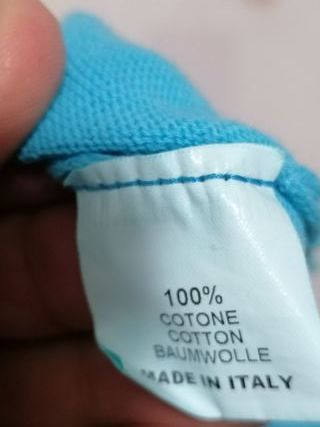 100%
COTONE
COTTON
BAUMWOLLE
MADE IN ITALY